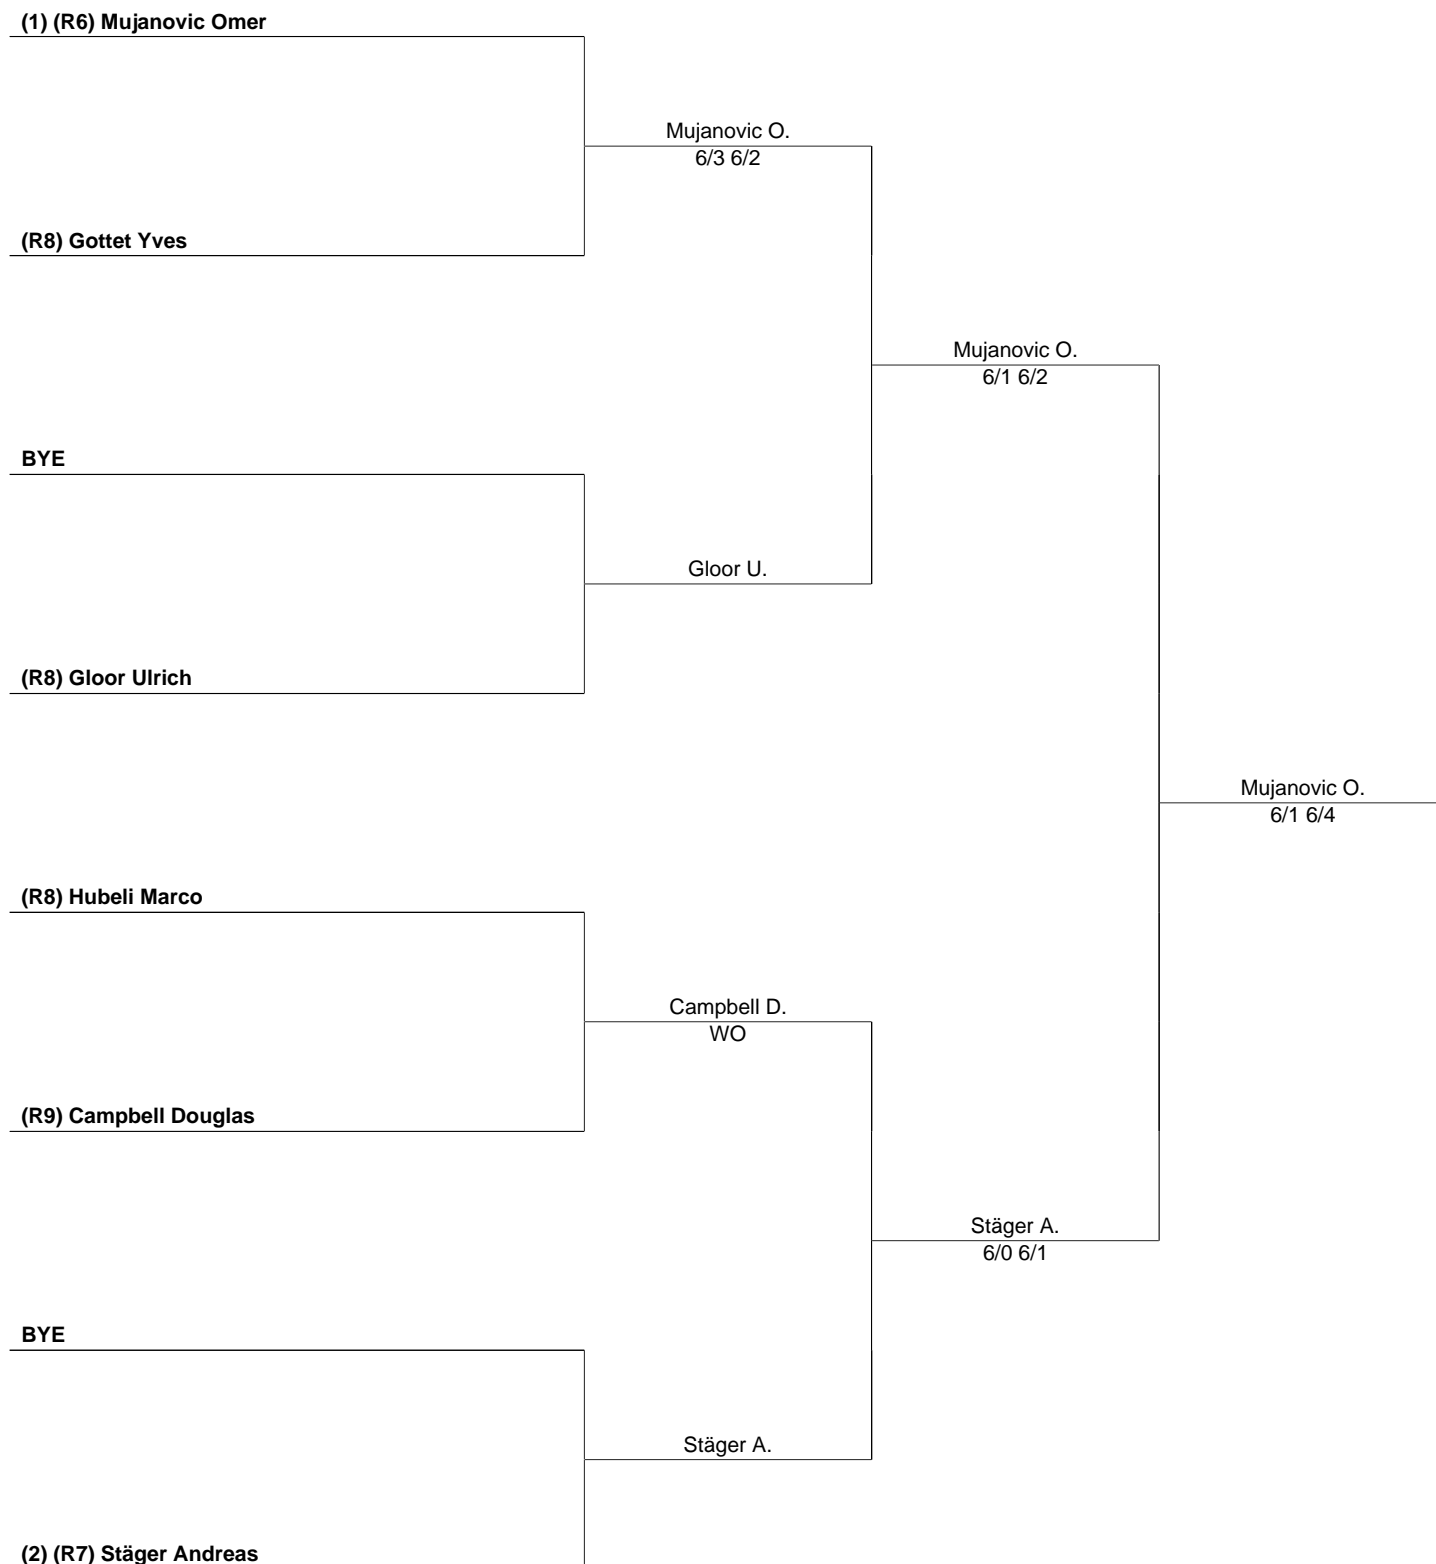 (1) (R6) Mujanovic Omer
Mujanovic O.
6/3 6/2
(R8) Gottet Yves
Mujanovic O.
6/1 6/2
BYE
Gloor U.
(R8) Gloor Ulrich
Mujanovic O.
6/1 6/4
(R8) Hubeli Marco
Campbell D.
WO
(R9) Campbell Douglas
Stäger A.
6/0 6/1
BYE
Stäger A.
(2) (R7) Stäger Andreas